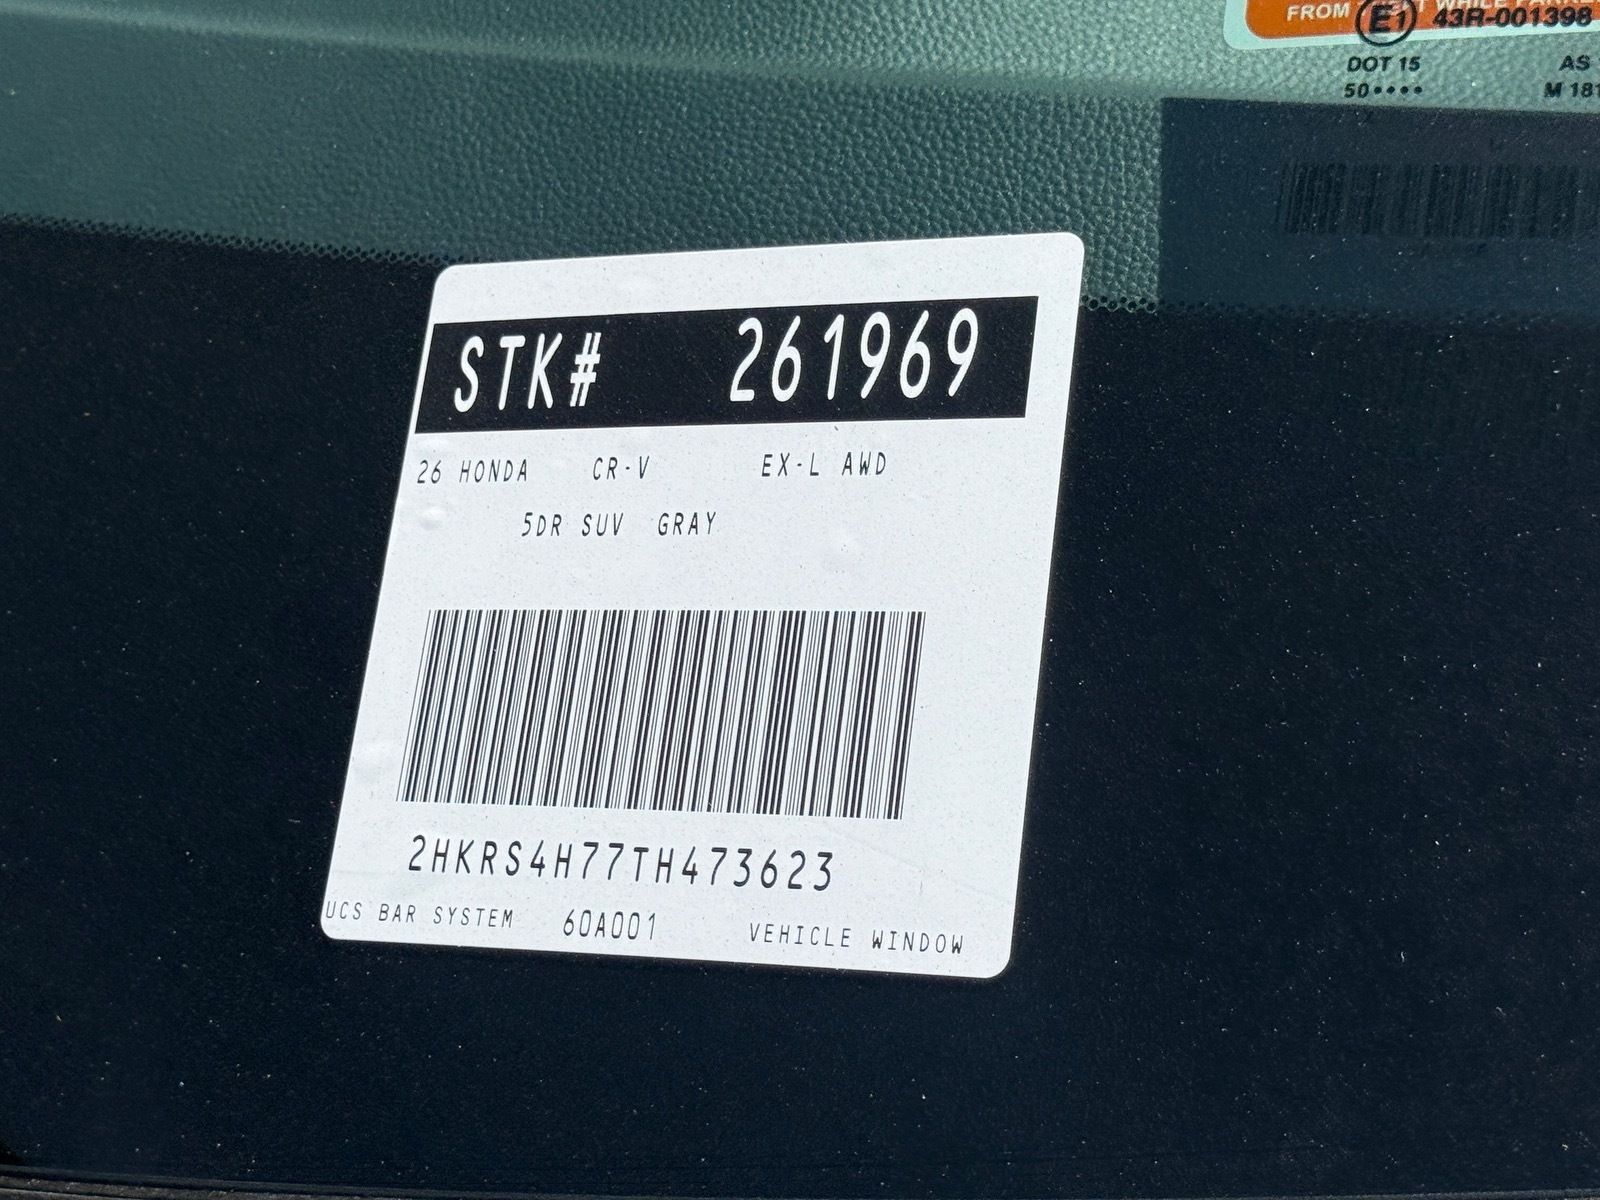 FROM
E1 43R-001398
DOT 15 AS
50•••• M 181
STK# 261969
26 HONDA CR-V EX-L AWD
5DR SUV GRAY
2HKRS4H77TH473623
UCS BAR SYSTEM 60A001 VEHICLE WINDOW